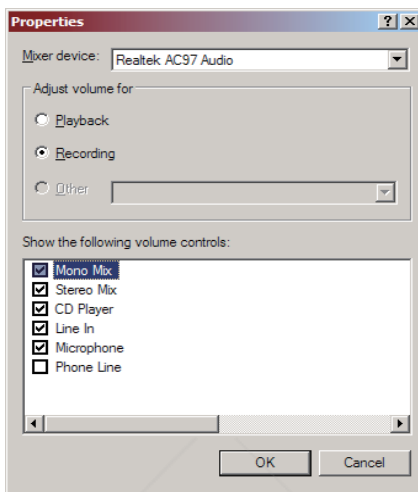 Properties
Mixer device: Realtek AC97 Audio
Adjust volume for
Playback
Recording
Other
Show the following volume controls:
Mono Mix
Stereo Mix
CD Player
Line In
Microphone
Phone Line
OK Cancel